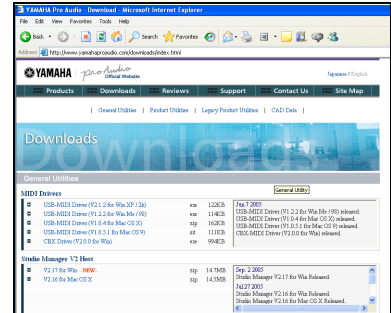 YAMAHA Pro Audio - Download - Microsoft Internet Explorer
File Edit View Favorites Tools Help
Back Search Favorites
Address http://www.yamahaproaudio.com/downloads/index.html
YAMAHA pro Audio Official Website Japanese / English
Products Downloads Reviews Support Contact Us Site Map
| General Utilities | Product Utilities | Legacy Product Utilities | CAD Data |
Downloads
General Utilities
General Utility
MIDI Drivers
USB-MIDI Driver (V2.1.2 for Win XP / 2k) exe 122KB
USB-MIDI Driver (V1.2.2 for Win Me / 98) exe 114KB
USB-MIDI Driver (V1.0.4 for Mac OS X) zip 162KB
USB-MIDI Driver (V1.0.5.1 for Mac OS 9) sit 111KB
CBX Driver (V2.0.0 for Win) exe 994KB
Jun.7 2005
USB-MIDI Driver (V1.2.2 for Win Me / 98) released.
USB-MIDI Driver (V1.0.4 for Mac OS X) released.
USB-MIDI Driver (V1.0.5.1 for Mac OS 9) released.
CBX-MIDI Driver (V2.0.0 for Win) released.
Studio Manager V2 Host
V2.17 for Win -NEW- zip 14.7MB
V2.16 for Mac OS X zip 14.5MB
Sep. 2 2005
Studio Manager V2.17 for Win Released.
Jul.27 2005
Studio Manager V2.16 for Win Released.
Studio Manager V2.16 for Mac OS X Released.